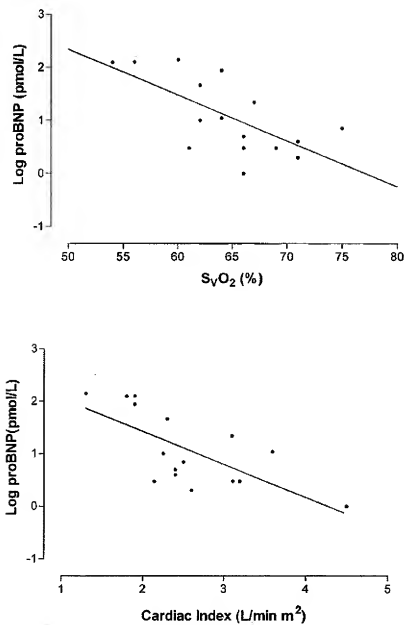 Log proBNP (pmol/L)
3
2
1
0
-1
50 55 60 65 70 75 80
SVO2 (%)
Log proBNP(pmol/L)
3
2
1
0
-1
1 2 3 4 5
Cardiac Index (L/min m²)